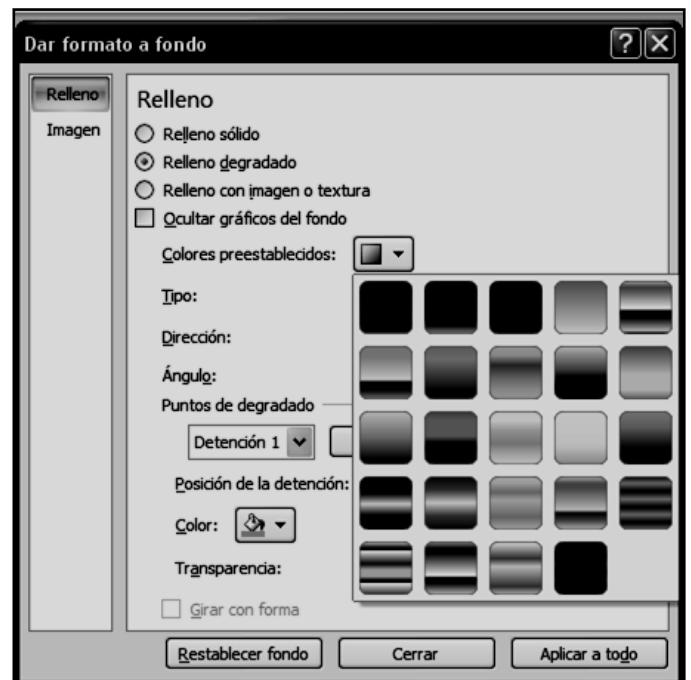 Dar formato a fondo
Relleno
Imagen
Relleno
Relleno sólido
Relleno degradado
Relleno con imagen o textura
Ocultar gráficos del fondo
Colores preestablecidos:
Tipo:
Dirección:
Ángulo:
Puntos de degradado
Detención 1
Posición de la detención:
Color:
Transparencia:
Girar con forma
Restablecer fondo
Cerrar
Aplicar a todo